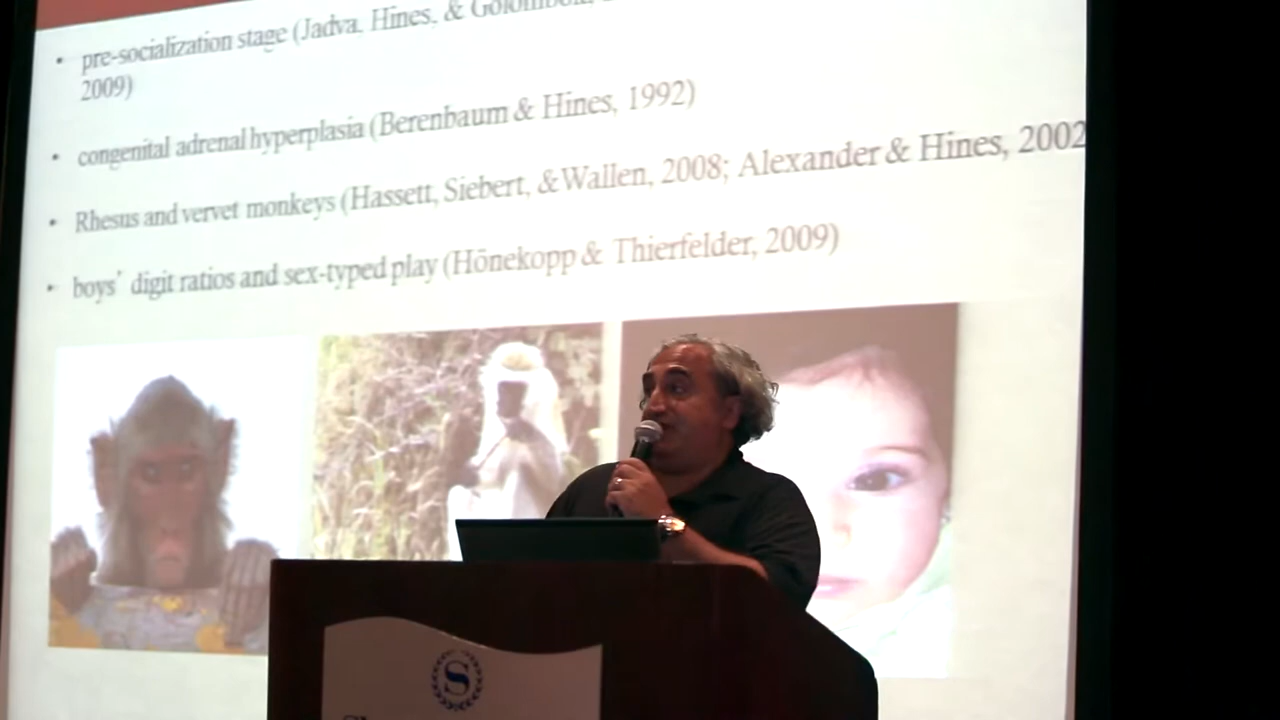 • pre-socialization stage (Jadva, Hines, &
2009)
• congenital adrenal hyperplasia (Berenbaum & Hines, 1992)
• Rhesus and vervet monkeys (Hassett, Siebert, & Wallen, 2008; Alexander & Hines, 2002
• boys' digit ratios and sex-typed play (Hönekopp & Thierfelder, 2009)
S